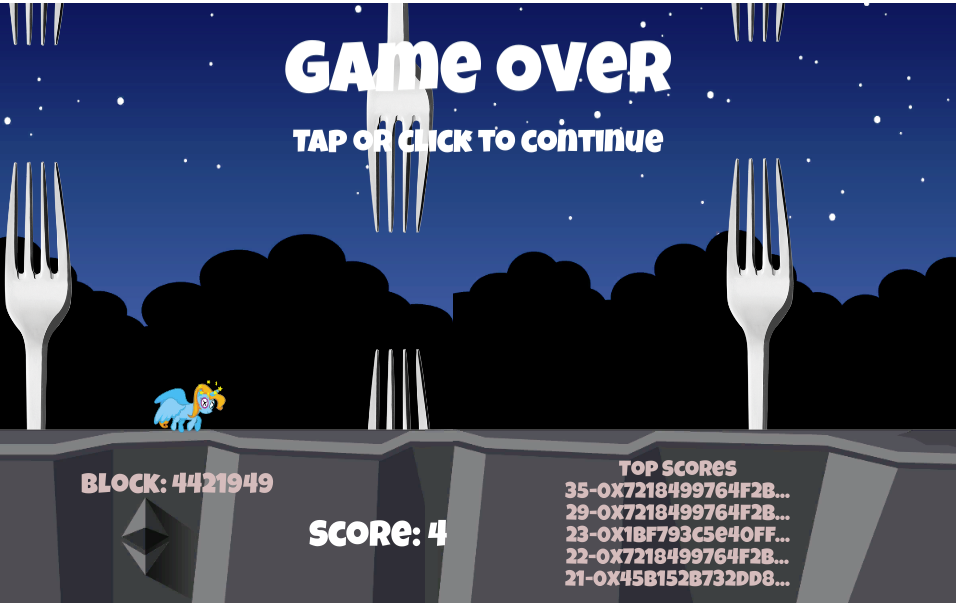 GAME OVER
TAP OR CLICK TO CONTINUE
BLOCK: 4421949
SCORE: 4
TOP SCORES
35-0X7218499764F2B...
29-0X7218499764F2B...
23-0X1BF793C5E40FF...
22-0X7218499764F2B...
21-0X45B152B732DD8...